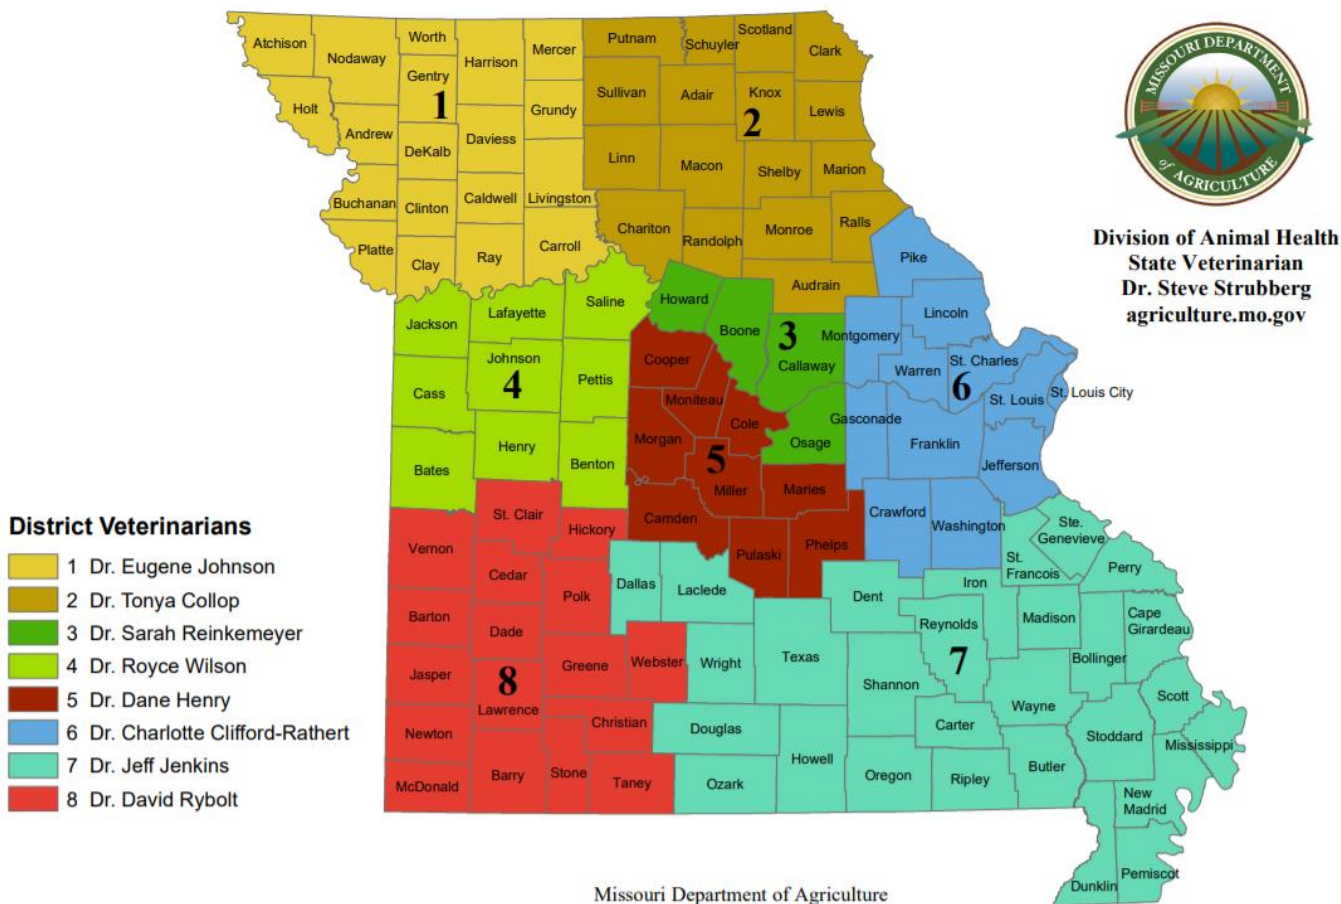 Atchison
Nodaway
Worth
Gentry
1
Harrison
Mercer
Holt
Andrew
DeKalb
Daviess
Grundy
Buchanan
Clinton
Caldwell
Livingston
Platte
Clay
Ray
Carroll
Putnam
Schuyler
Scotland
Clark
Sullivan
Adair
Knox
2
Lewis
Linn
Macon
Shelby
Marion
Chariton
Randolph
Monroe
Ralls
Audrain
Howard
Boone
3
Callaway
Osage
Jackson
Lafayette
Saline
Johnson
4
Cass
Pettis
Henry
Bates
Benton
Cooper
Moniteau
Cole
Morgan
5
Miller
Maries
Camden
Pulaski
Phelps
Pike
Lincoln
Montgomery
Warren
St. Charles
6
St. Louis
St. Louis City
Gasconade
Franklin
Jefferson
Crawford
Washington
Dallas
Laclede
Dent
Iron
St.
Francois
Ste.
Genevieve
Perry
Reynolds
7
Madison
Cape
Girardeau
Bollinger
Wright
Texas
Shannon
Wayne
Scott
Douglas
Howell
Carter
Stoddard
Mississippi
Ozark
Oregon
Ripley
Butler
New
Madrid
Dunklin
Pemiscot
St. Clair
Hickory
Vernon
Cedar
Polk
Barton
Dade
Jasper
8
Greene
Webster
Lawrence
Newton
Christian
McDonald
Barry
Stone
Taney
MISSOURI DEPARTMENT
of AGRICULTURE
Division of Animal Health
State Veterinarian
Dr. Steve Strubberg
agriculture.mo.gov
District Veterinarians
1 Dr. Eugene Johnson
2 Dr. Tonya Collop
3 Dr. Sarah Reinkemeyer
4 Dr. Royce Wilson
5 Dr. Dane Henry
6 Dr. Charlotte Clifford-Rathert
7 Dr. Jeff Jenkins
8 Dr. David Rybolt
Missouri Department of Agriculture